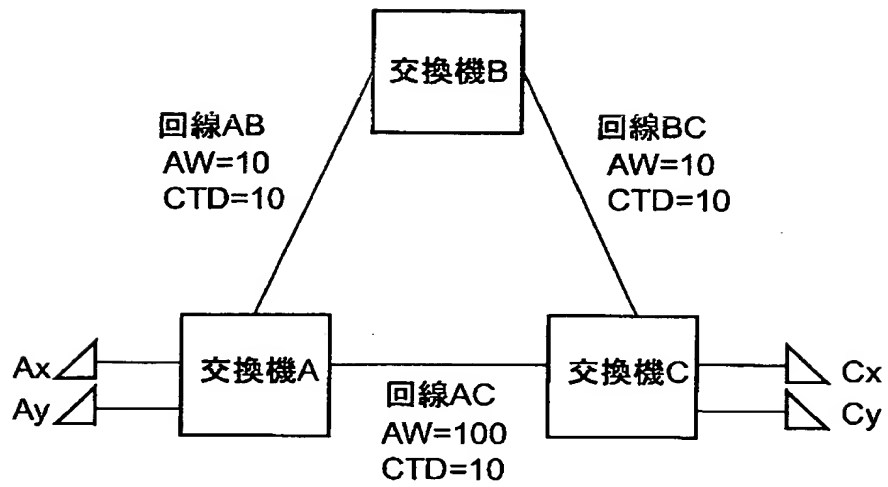 交換機B
回線AB
AW=10
CTD=10
回線BC
AW=10
CTD=10
Ax
Ay
交換機A
回線AC
AW=100
CTD=10
交換機C
Cx
Cy